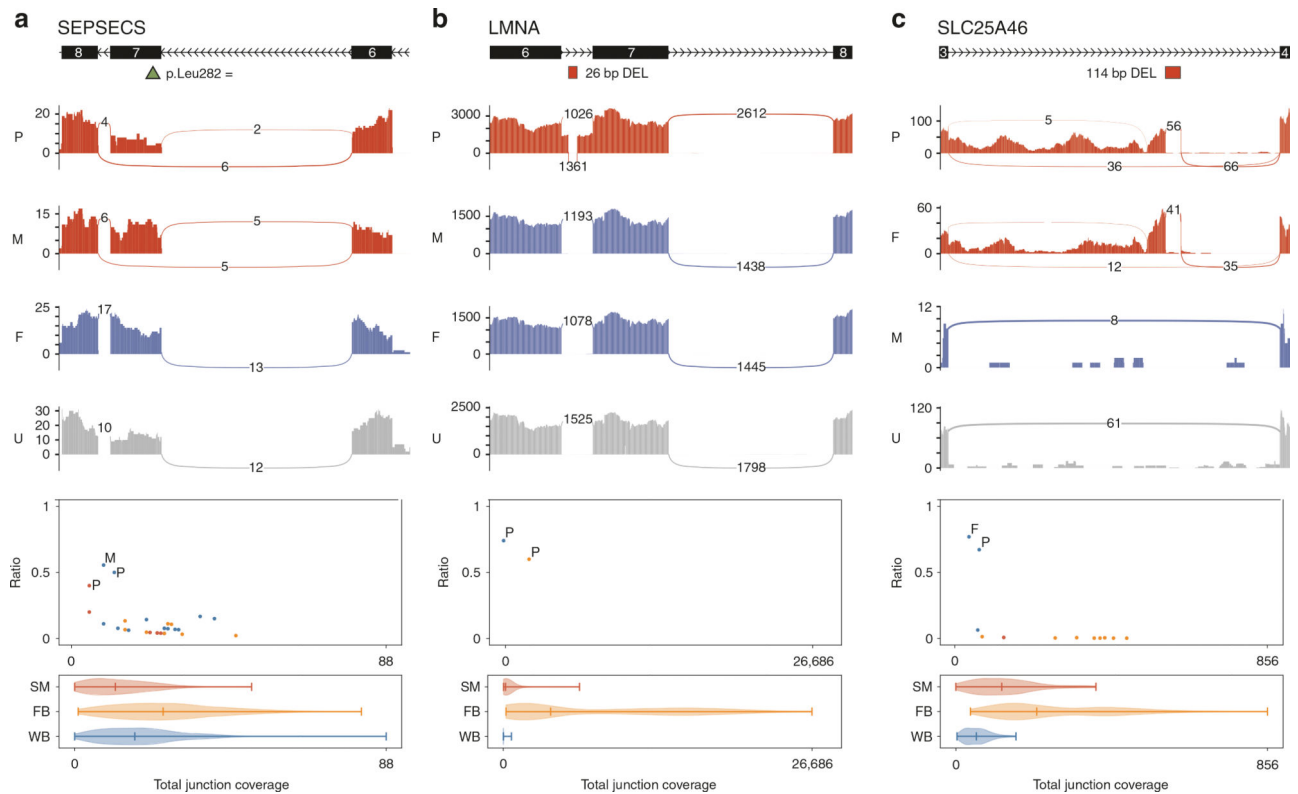 a
SEPSECS
8
7
6
p.Leu282 =
P
20
0
4
2
6
M
15
0
6
5
5
F
25
0
17
13
U
30
20
10
0
10
12
Ratio
1
0.5
0
M
P
P
0
88
SM
FB
WB
0
88
Total junction coverage
b
LMNA
6
7
8
26 bp DEL
P
3000
0
1026
2612
1361
M
1500
0
1193
1438
F
1500
0
1078
1445
U
2500
0
1525
1798
Ratio
1
0.5
0
P
P
0
26,686
SM
FB
WB
0
26,686
Total junction coverage
c
SLC25A46
3
4
114 bp DEL
P
100
0
5
56
36
66
F
60
0
41
12
35
M
12
0
8
U
120
0
61
Ratio
1
0.5
0
F
P
0
856
SM
FB
WB
0
856
Total junction coverage